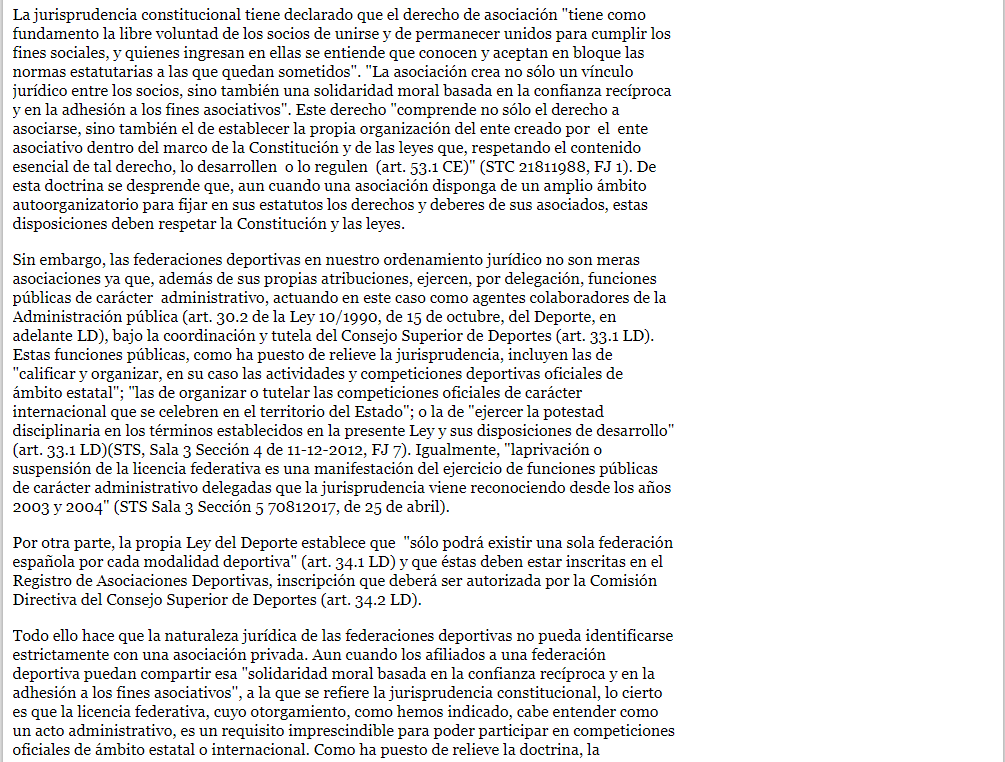 La jurisprudencia constitucional tiene declarado que el derecho de asociación "tiene como
fundamento la libre voluntad de los socios de unirse y de permanecer unidos para cumplir los
fines sociales, y quienes ingresan en ellas se entiende que conocen y aceptan en bloque las
normas estatutarias a las que quedan sometidos". "La asociación crea no sólo un vínculo
jurídico entre los socios, sino también una solidaridad moral basada en la confianza recíproca
y en la adhesión a los fines asociativos". Este derecho "comprende no sólo el derecho a
asociarse, sino también el de establecer la propia organización del ente creado por el ente
asociativo dentro del marco de la Constitución y de las leyes que, respetando el contenido
esencial de tal derecho, lo desarrollen o lo regulen (art. 53.1 CE)" (STC 21811988, FJ 1). De
esta doctrina se desprende que, aun cuando una asociación disponga de un amplio ámbito
autoorganizatorio para fijar en sus estatutos los derechos y deberes de sus asociados, estas
disposiciones deben respetar la Constitución y las leyes.
Sin embargo, las federaciones deportivas en nuestro ordenamiento jurídico no son meras
asociaciones ya que, además de sus propias atribuciones, ejercen, por delegación, funciones
públicas de carácter administrativo, actuando en este caso como agentes colaboradores de la
Administración pública (art. 30.2 de la Ley 10/1990, de 15 de octubre, del Deporte, en
adelante LD), bajo la coordinación y tutela del Consejo Superior de Deportes (art. 33.1 LD).
Estas funciones públicas, como ha puesto de relieve la jurisprudencia, incluyen las de
"calificar y organizar, en su caso las actividades y competiciones deportivas oficiales de
ámbito estatal"; "las de organizar o tutelar las competiciones oficiales de carácter
internacional que se celebren en el territorio del Estado"; o la de "ejercer la potestad
disciplinaria en los términos establecidos en la presente Ley y sus disposiciones de desarrollo"
(art. 33.1 LD)(STS, Sala 3 Sección 4 de 11-12-2012, FJ 7). Igualmente, "laprivación o
suspensión de la licencia federativa es una manifestación del ejercicio de funciones públicas
de carácter administrativo delegadas que la jurisprudencia viene reconociendo desde los años
2003 y 2004" (STS Sala 3 Sección 5 70812017, de 25 de abril).
Por otra parte, la propia Ley del Deporte establece que "sólo podrá existir una sola federación
española por cada modalidad deportiva" (art. 34.1 LD) y que éstas deben estar inscritas en el
Registro de Asociaciones Deportivas, inscripción que deberá ser autorizada por la Comisión
Directiva del Consejo Superior de Deportes (art. 34.2 LD).
Todo ello hace que la naturaleza jurídica de las federaciones deportivas no pueda identificarse
estrictamente con una asociación privada. Aun cuando los afiliados a una federación
deportiva puedan compartir esa "solidaridad moral basada en la confianza recíproca y en la
adhesión a los fines asociativos", a la que se refiere la jurisprudencia constitucional, lo cierto
es que la licencia federativa, cuyo otorgamiento, como hemos indicado, cabe entender como
un acto administrativo, es un requisito imprescindible para poder participar en competiciones
oficiales de ámbito estatal o internacional. Como ha puesto de relieve la doctrina, la